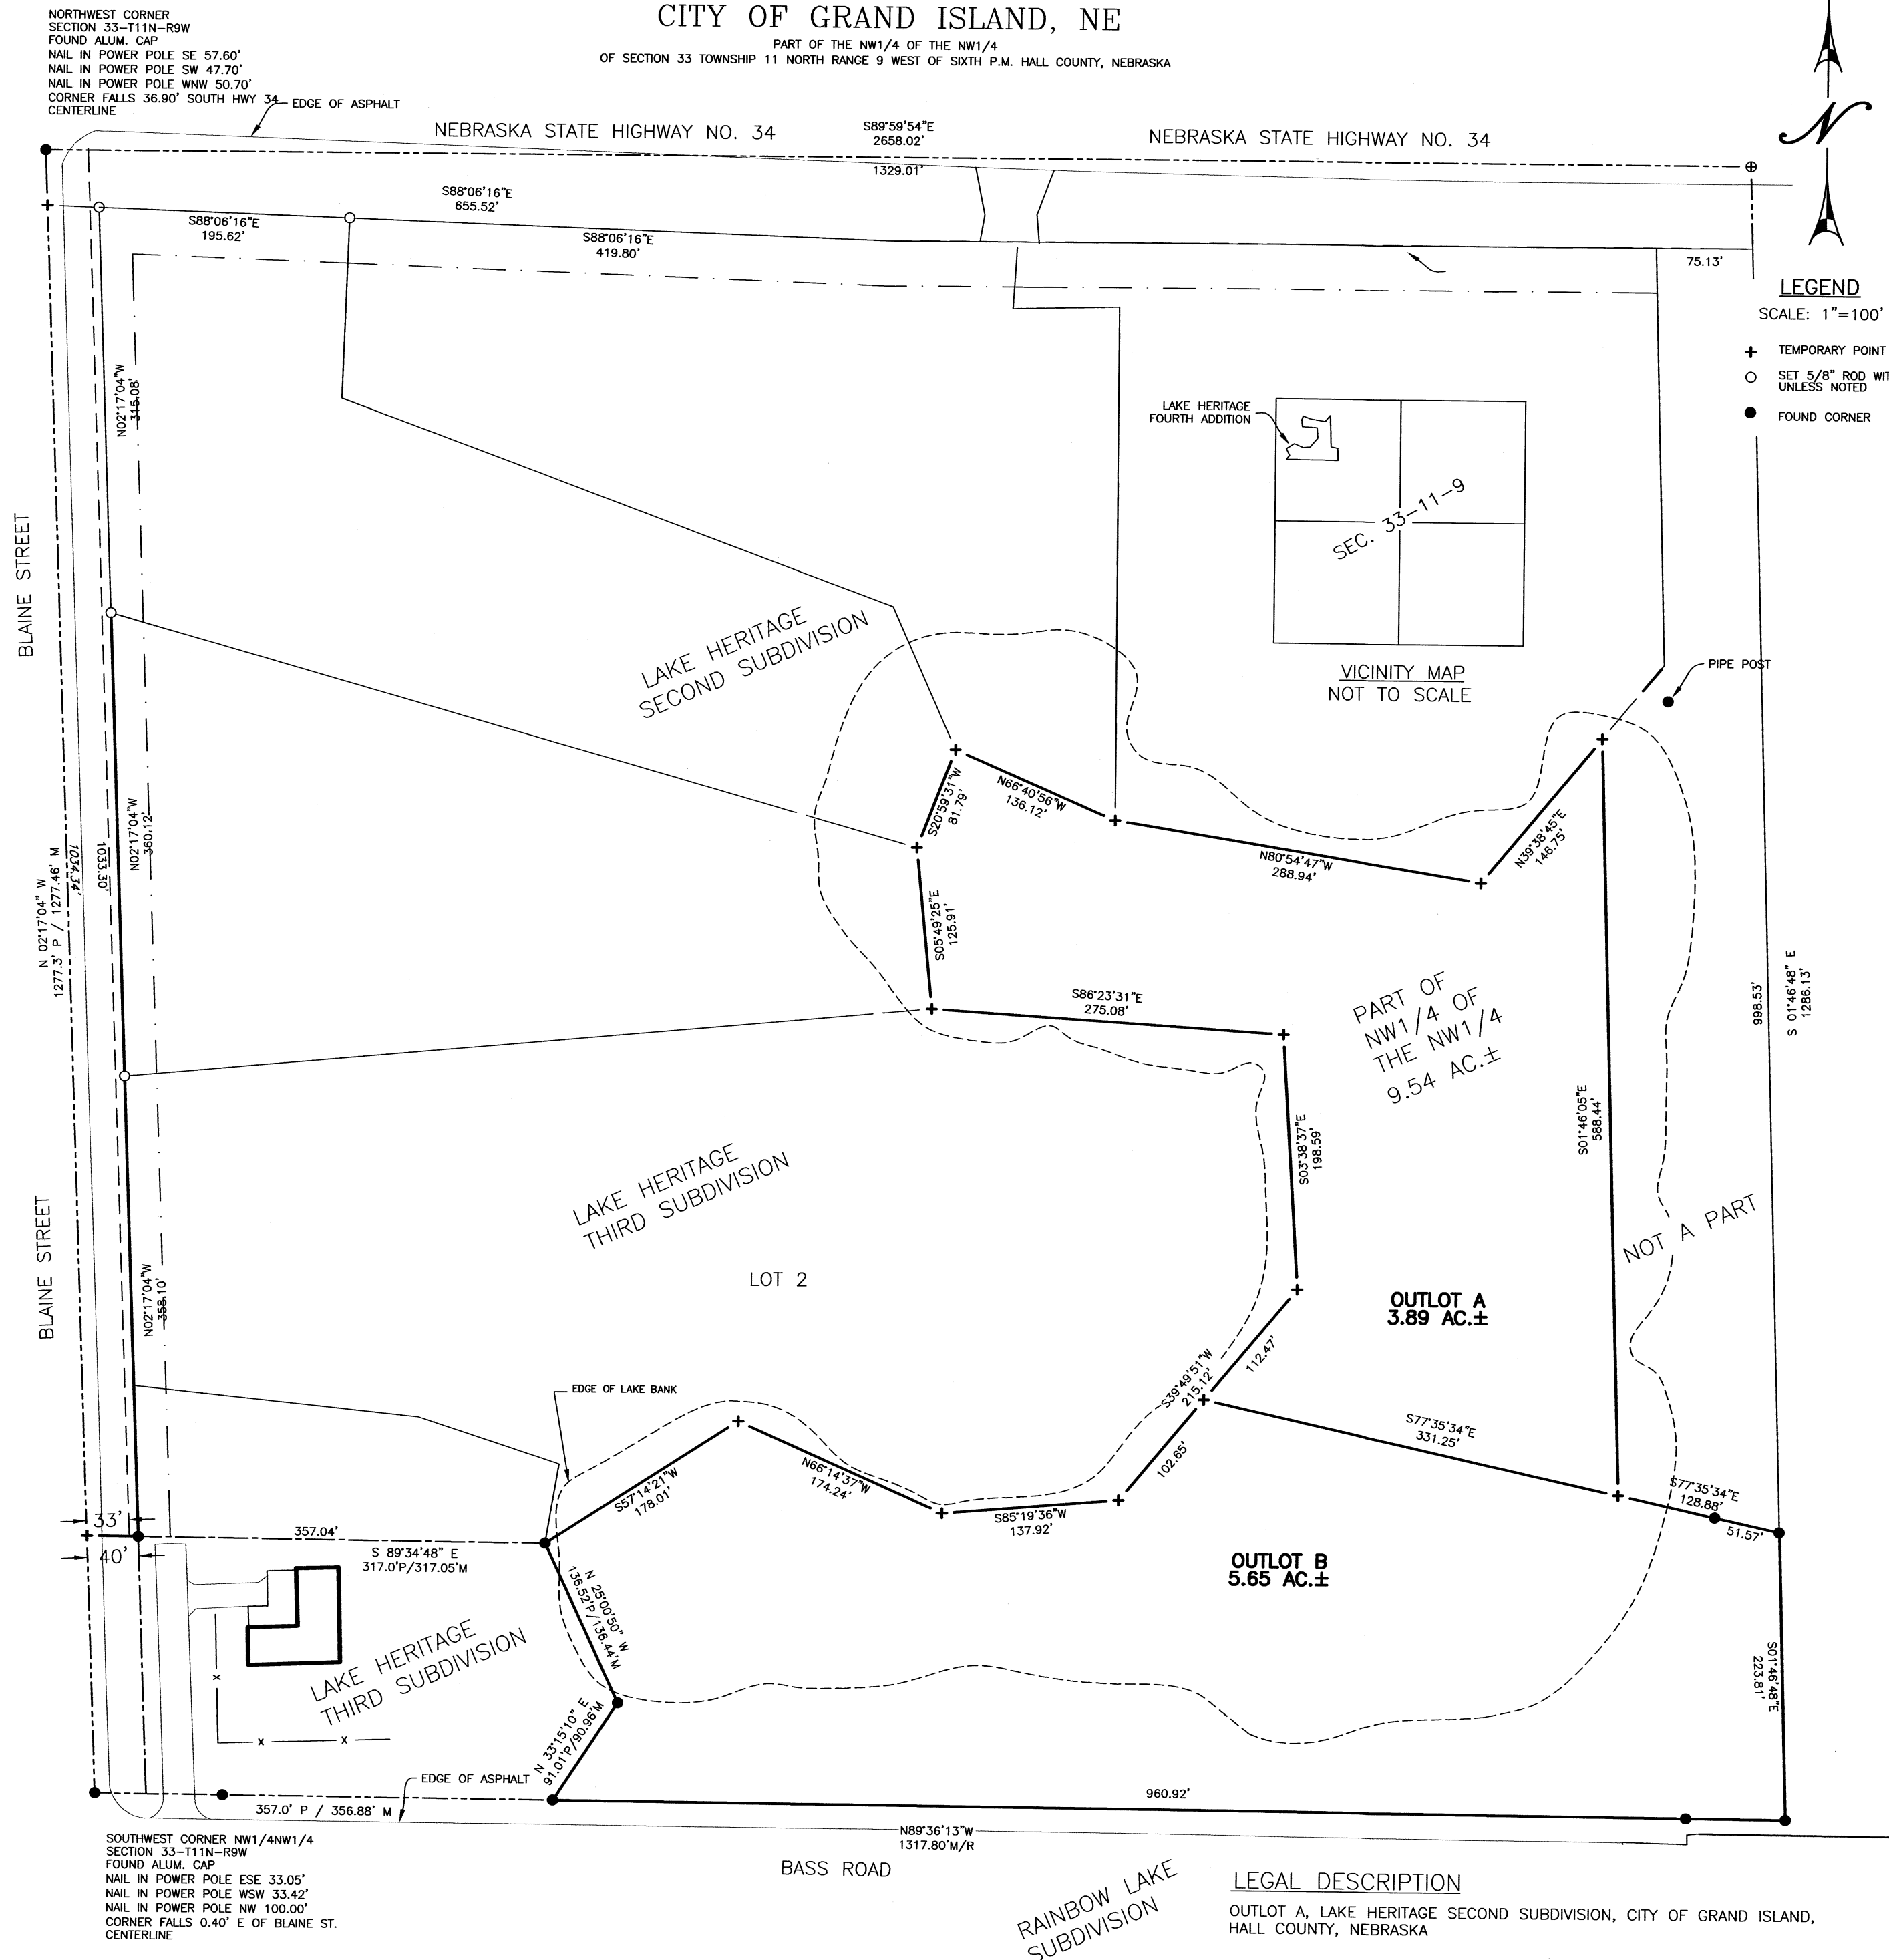 CITY OF GRAND ISLAND, NE
PART OF THE NW1/4 OF THE NW1/4
OF SECTION 33 TOWNSHIP 11 NORTH RANGE 9 WEST OF SIXTH P.M. HALL COUNTY, NEBRASKA
NORTHWEST CORNER
SECTION 33-T11N-R9W
FOUND ALUM. CAP
NAIL IN POWER POLE SE 57.60'
NAIL IN POWER POLE SW 47.70'
NAIL IN POWER POLE WNW 50.70'
CORNER FALLS 36.90' SOUTH HWY 34
CENTERLINE
EDGE OF ASPHALT
NEBRASKA STATE HIGHWAY NO. 34
S89°59'54"E
2658.02'
1329.01'
NEBRASKA STATE HIGHWAY NO. 34
N
S88°06'16"E
655.52'
S88°06'16"E
195.62'
S88°06'16"E
419.80'
75.13'
LEGEND
SCALE: 1"=100'
TEMPORARY POINT
SET 5/8" ROD WI
UNLESS NOTED
FOUND CORNER
N02°17'04"W
315.08'
LAKE HERITAGE
FOURTH ADDITION
SEC. 33-11-9
VICINITY MAP
NOT TO SCALE
PIPE POST
BLAINE STREET
LAKE HERITAGE
SECOND SUBDIVISION
N66°40'56"W
136.12'
S20°59'31"W
81.79'
N80°54'47"W
288.94'
N39°38'45"E
146.75'
N02°17'04"W
360.12'
1033.30'
1034.34'
N 02°17'04" W
1277.3' P / 1277.46' M
S05°49'25"E
125.91'
S86°23'31"E
275.08'
PART OF
NW1/4 OF
THE NW1/4
9.54 AC.±
998.53'
S 01°46'48" E
1286.13'
S01°46'05"E
588.44'
S03°38'37"E
198.59'
LAKE HERITAGE
THIRD SUBDIVISION
LOT 2
NOT A PART
BLAINE STREET
N02°17'04"W
358.10'
OUTLOT A
3.89 AC.±
112.47'
S39°49'51"W
215.12'
102.65'
EDGE OF LAKE BANK
S57°14'21"W
178.01'
N66°14'37"W
174.24'
S85°19'36"W
137.92'
S77°35'34"E
331.25'
S77°35'34"E
128.88'
51.57'
33'
40'
357.04'
S 89°34'48" E
317.0'P/317.05'M
OUTLOT B
5.65 AC.±
N 25°00'50" W
136.52'P/136.44'M
LAKE HERITAGE
THIRD SUBDIVISION
x
x
x
N 33°15'10" E
91.01'P/90.96'M
S01°46'48"E
223.81'
EDGE OF ASPHALT
357.0' P / 356.88' M
960.92'
N89°36'13"W
1317.80'M/R
BASS ROAD
SOUTHWEST CORNER NW1/4NW1/4
SECTION 33-T11N-R9W
FOUND ALUM. CAP
NAIL IN POWER POLE ESE 33.05'
NAIL IN POWER POLE WSW 33.42'
NAIL IN POWER POLE NW 100.00'
CORNER FALLS 0.40' E OF BLAINE ST.
CENTERLINE
RAINBOW LAKE
SUBDIVISION
LEGAL DESCRIPTION
OUTLOT A, LAKE HERITAGE SECOND SUBDIVISION, CITY OF GRAND ISLAND,
HALL COUNTY, NEBRASKA